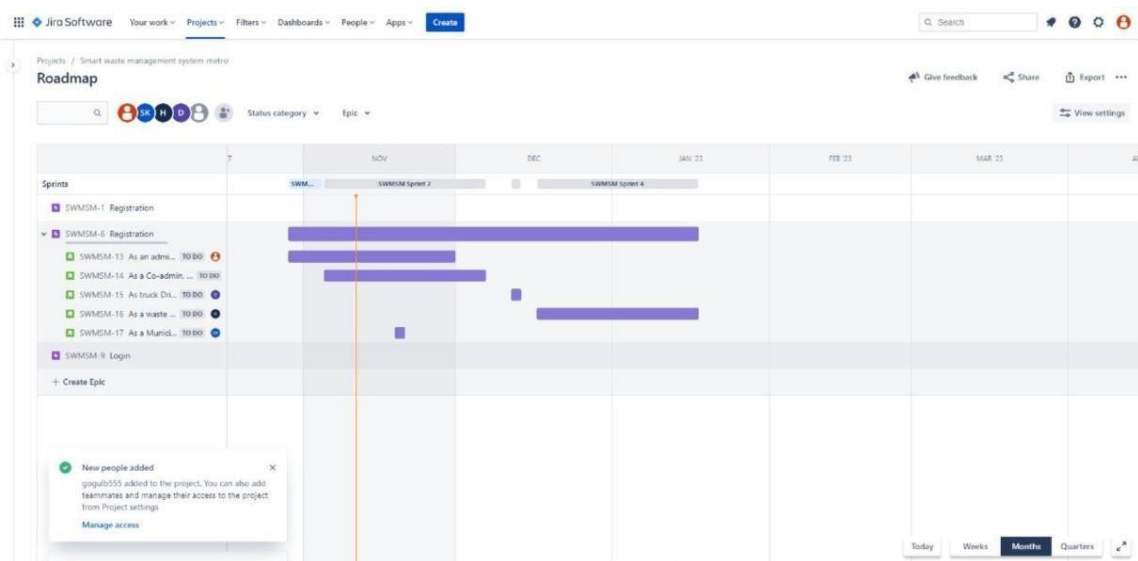 Jira Software Your work Projects Filters Dashboards People Apps Create Search
Projects / Smart waste management system metro
Roadmap
Give feedback Share Export
SK H D Status category Epic View settings
T NOV DEC JAN '23 FEB '23 MAR '23
Sprints SWM... SWMSM Sprint 2 SWMSM Sprint 4
SWMSM-1 Registration
SWMSM-6 Registration
SWMSM-13 As an admi... TO DO
SWMSM-14 As a Co-admin, ... TO DO
SWMSM-15 As truck Dri... TO DO
SWMSM-16 As a waste ... TO DO
SWMSM-17 As a Munici... TO DO
SWMSM-9 Login
+ Create Epic
New people added
gogulb555 added to the project. You can also add
teammates and manage their access to the project
from Project settings
Manage access
Today Weeks Months Quarters